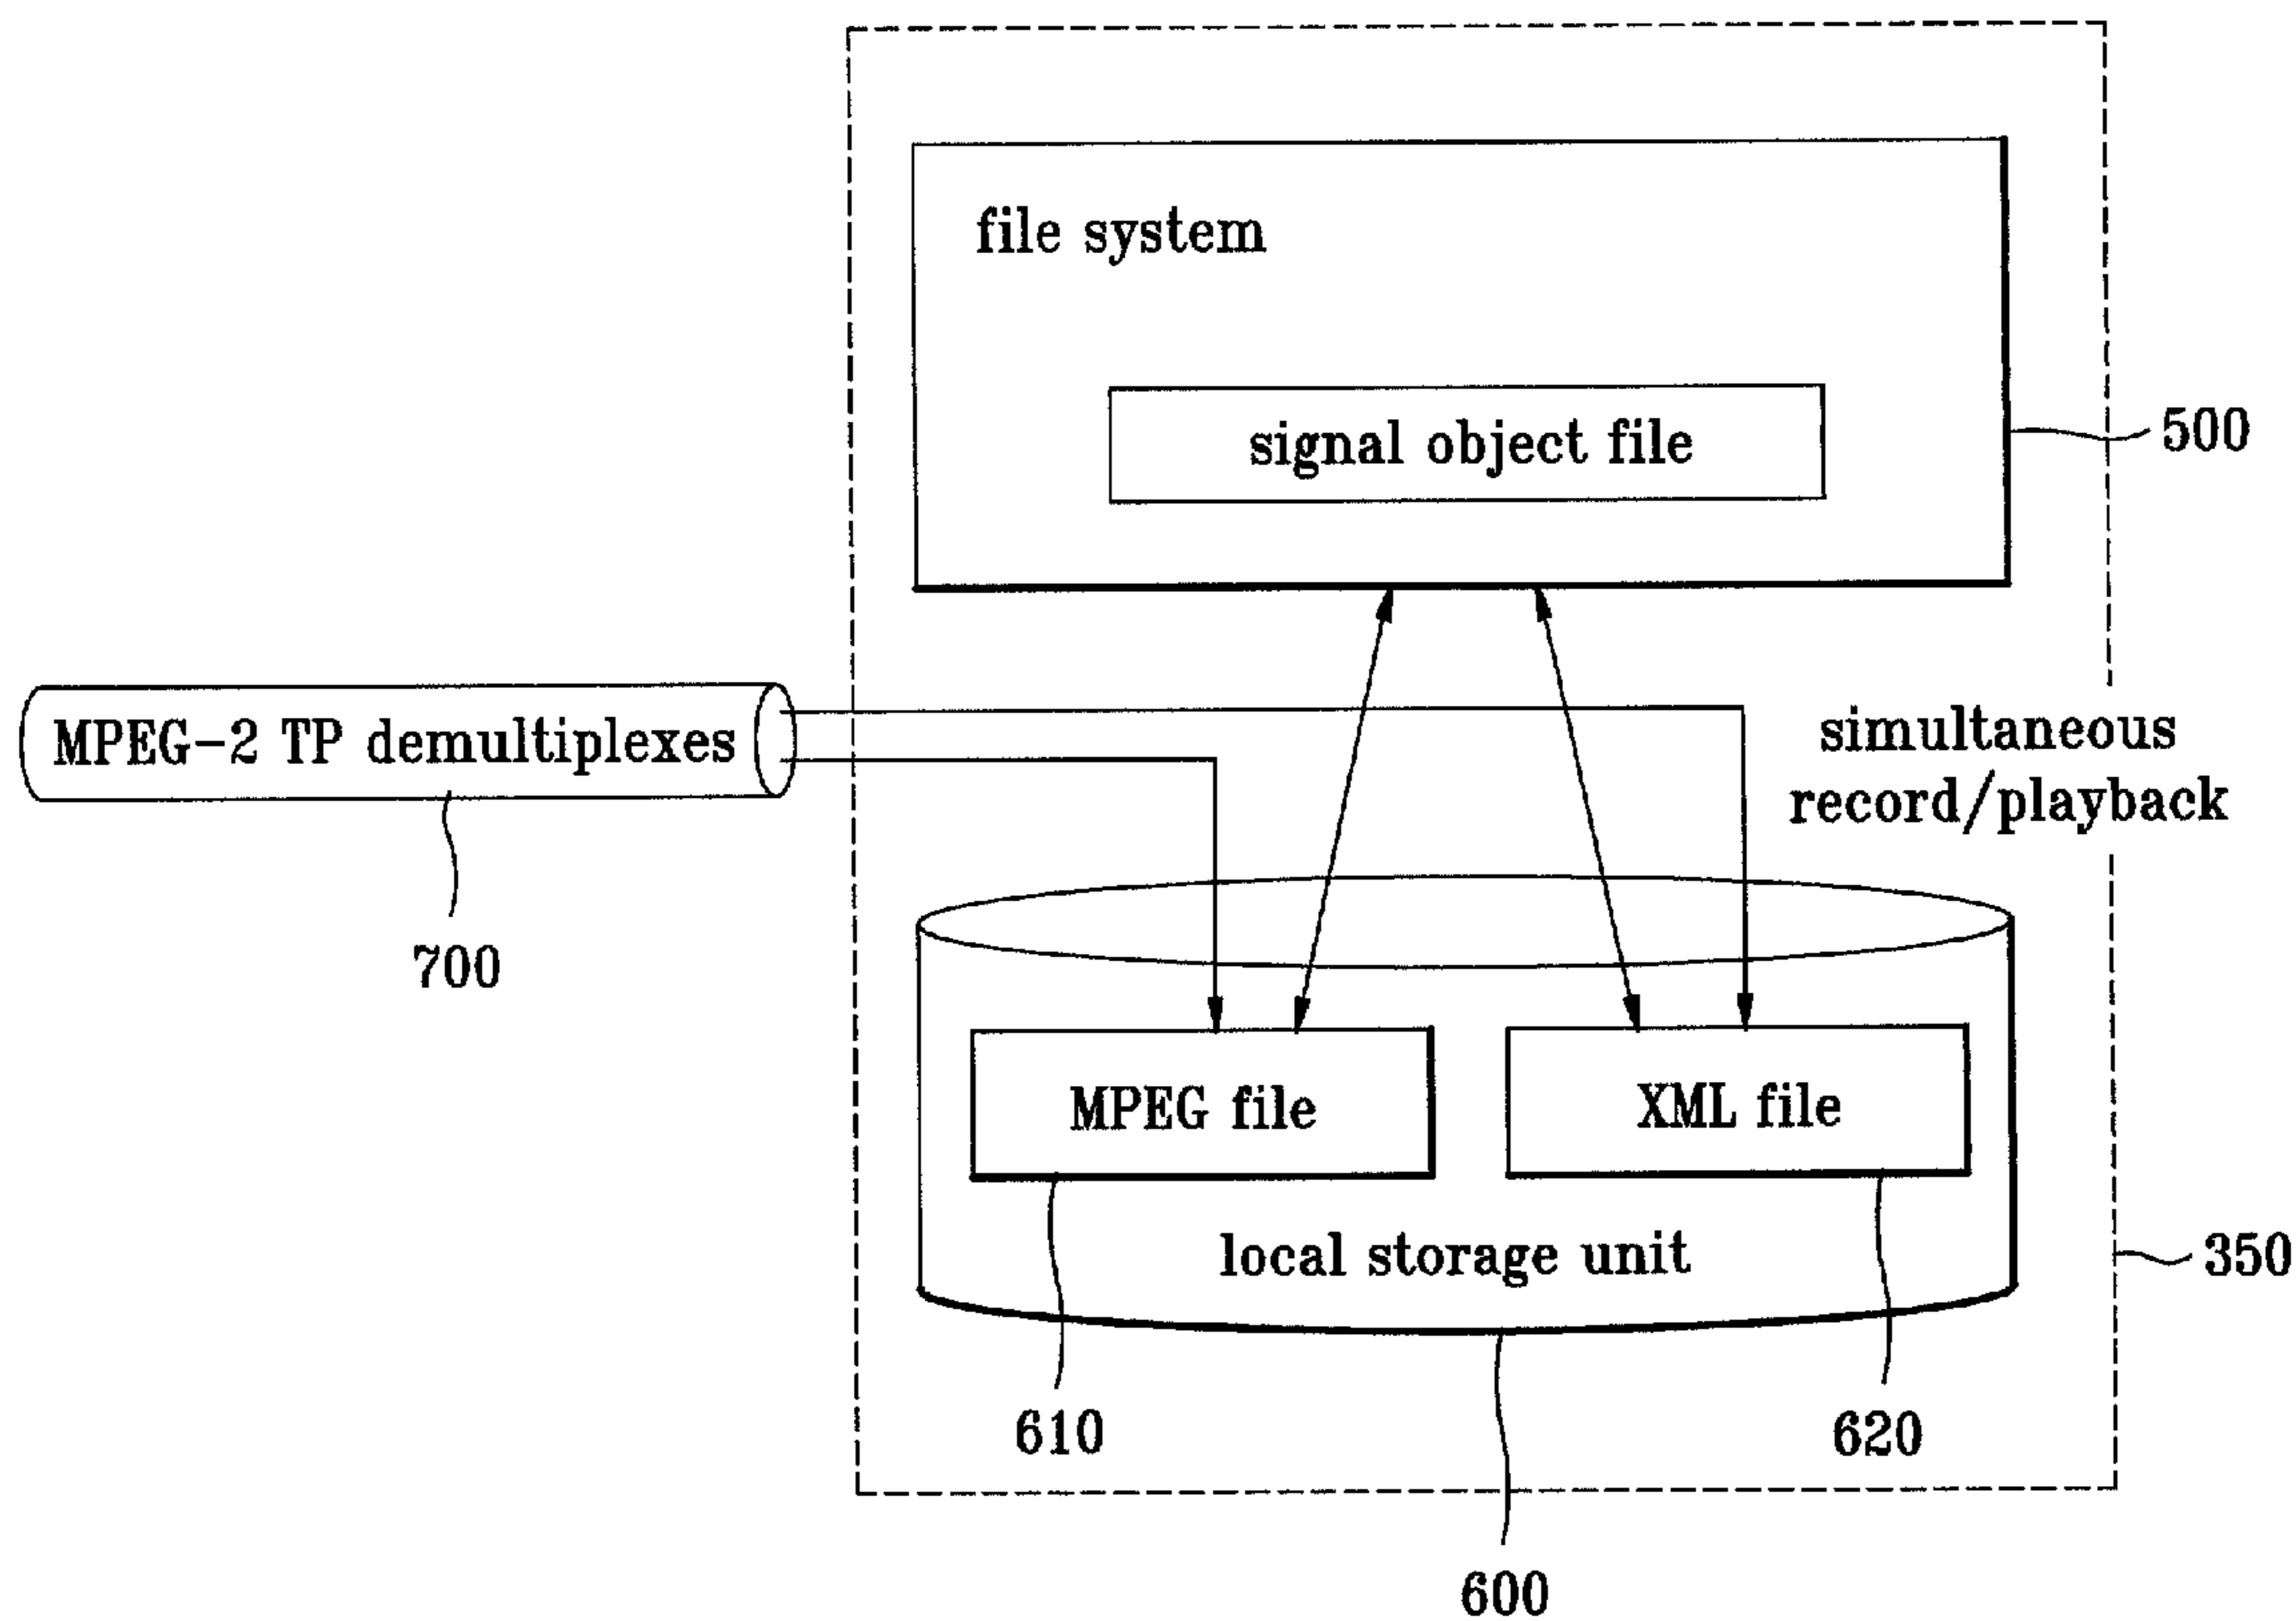 file system
signal object file
500
MPEG-2 TP demultiplexes
simultaneous
record/playback
700
MPEG file
XML file
local storage unit
350
610
620
600